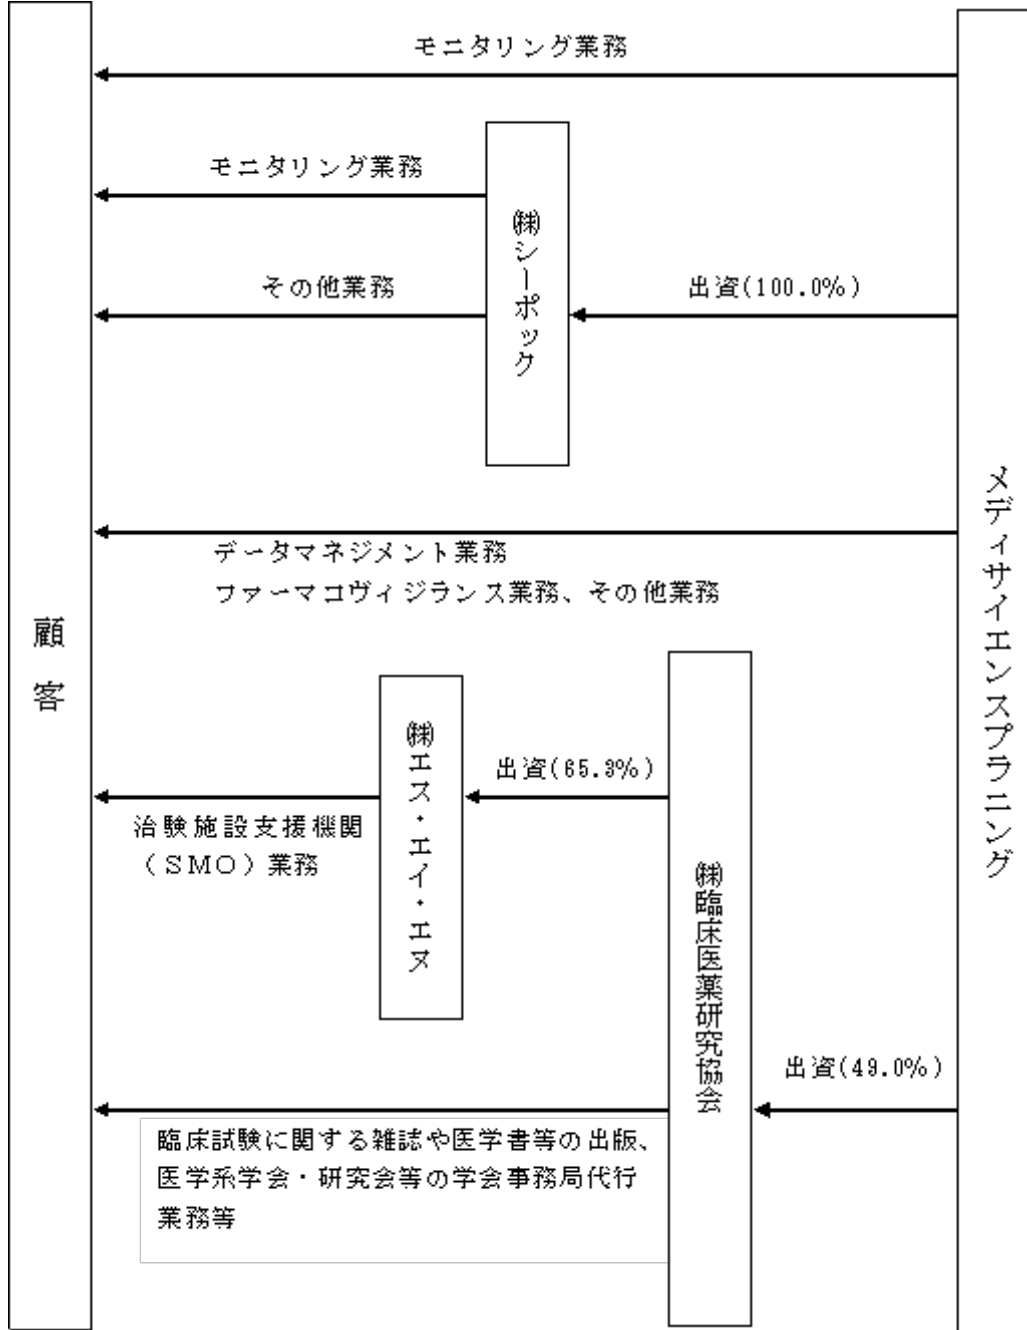 モニタリング業務
モニタリング業務
㈱シーポック
その他業務
出資(100.0%)
データマネジメント業務
ファーマコヴィジランス業務、その他業務
顧客
メディサイエンスプラニング
㈱エス・エイ・エヌ
出資(65.3%)
治験施設支援機関
(SMO)業務
㈱臨床医薬研究協会
出資(49.0%)
臨床試験に関する雑誌や医学書等の出版、
医学系学会・研究会等の学会事務局代行
業務等